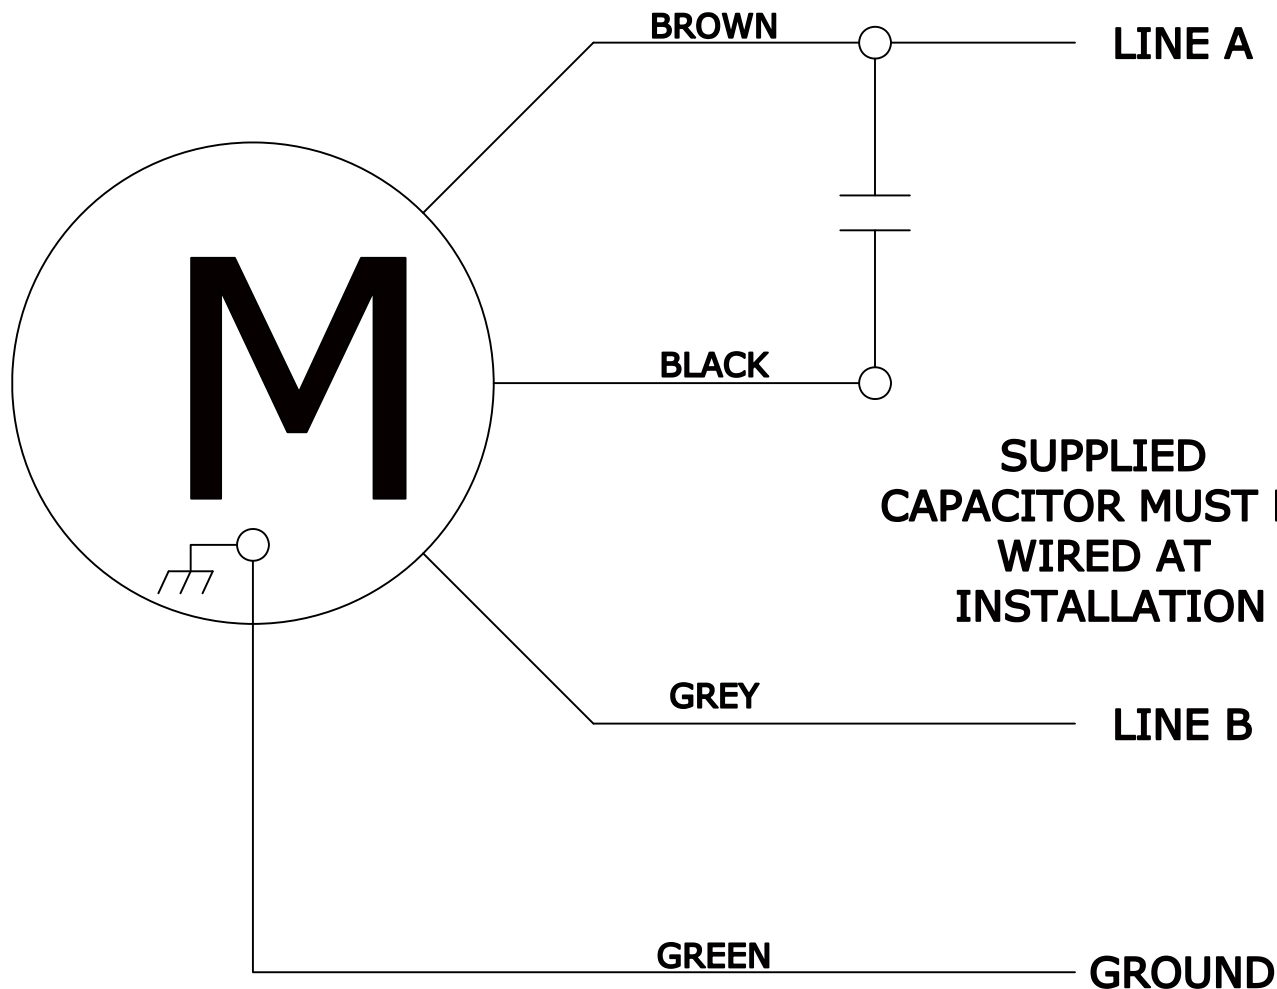 BROWN
LINE A
M
BLACK
SUPPLIED
CAPACITOR MUST
WIRED AT
INSTALLATION
GREY
LINE B
GREEN
GROUND